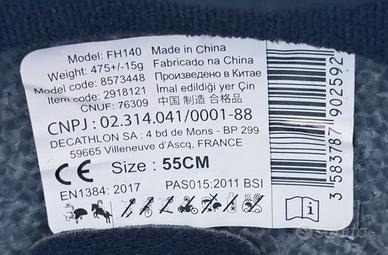 Model : FH140
Weight : 475+/-15g
Model code : 8573448
Item code : 2918121
CNUF : 76309
Made in China
Fabricado na China
Произведено в Китае
Imal edildiği yer Çin
中国 制造 合格品
CNPJ : 02.314.041/0001-88
DECATHLON SA : 4 bd de Mons - BP 299
59665 Villeneuve d'Ascq, FRANCE
CE Size : 55CM
EN1384: 2017
PAS015:2011 BSI
3 583787 902592
subito